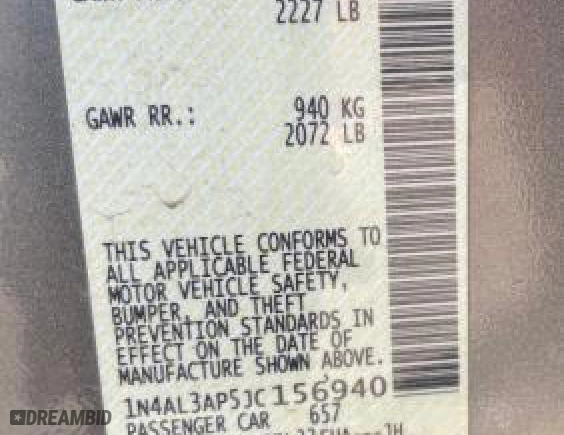 2227 LB
GAWR RR.: 940 KG
2072 LB
THIS VEHICLE CONFORMS TO
ALL APPLICABLE FEDERAL
MOTOR VEHICLE SAFETY,
BUMPER, AND THEFT
PREVENTION STANDARDS IN
EFFECT ON THE DATE OF
MANUFACTURE SHOWN ABOVE.
1N4AL3AP5JC156940
PASSENGER CAR 657
DREAMBID